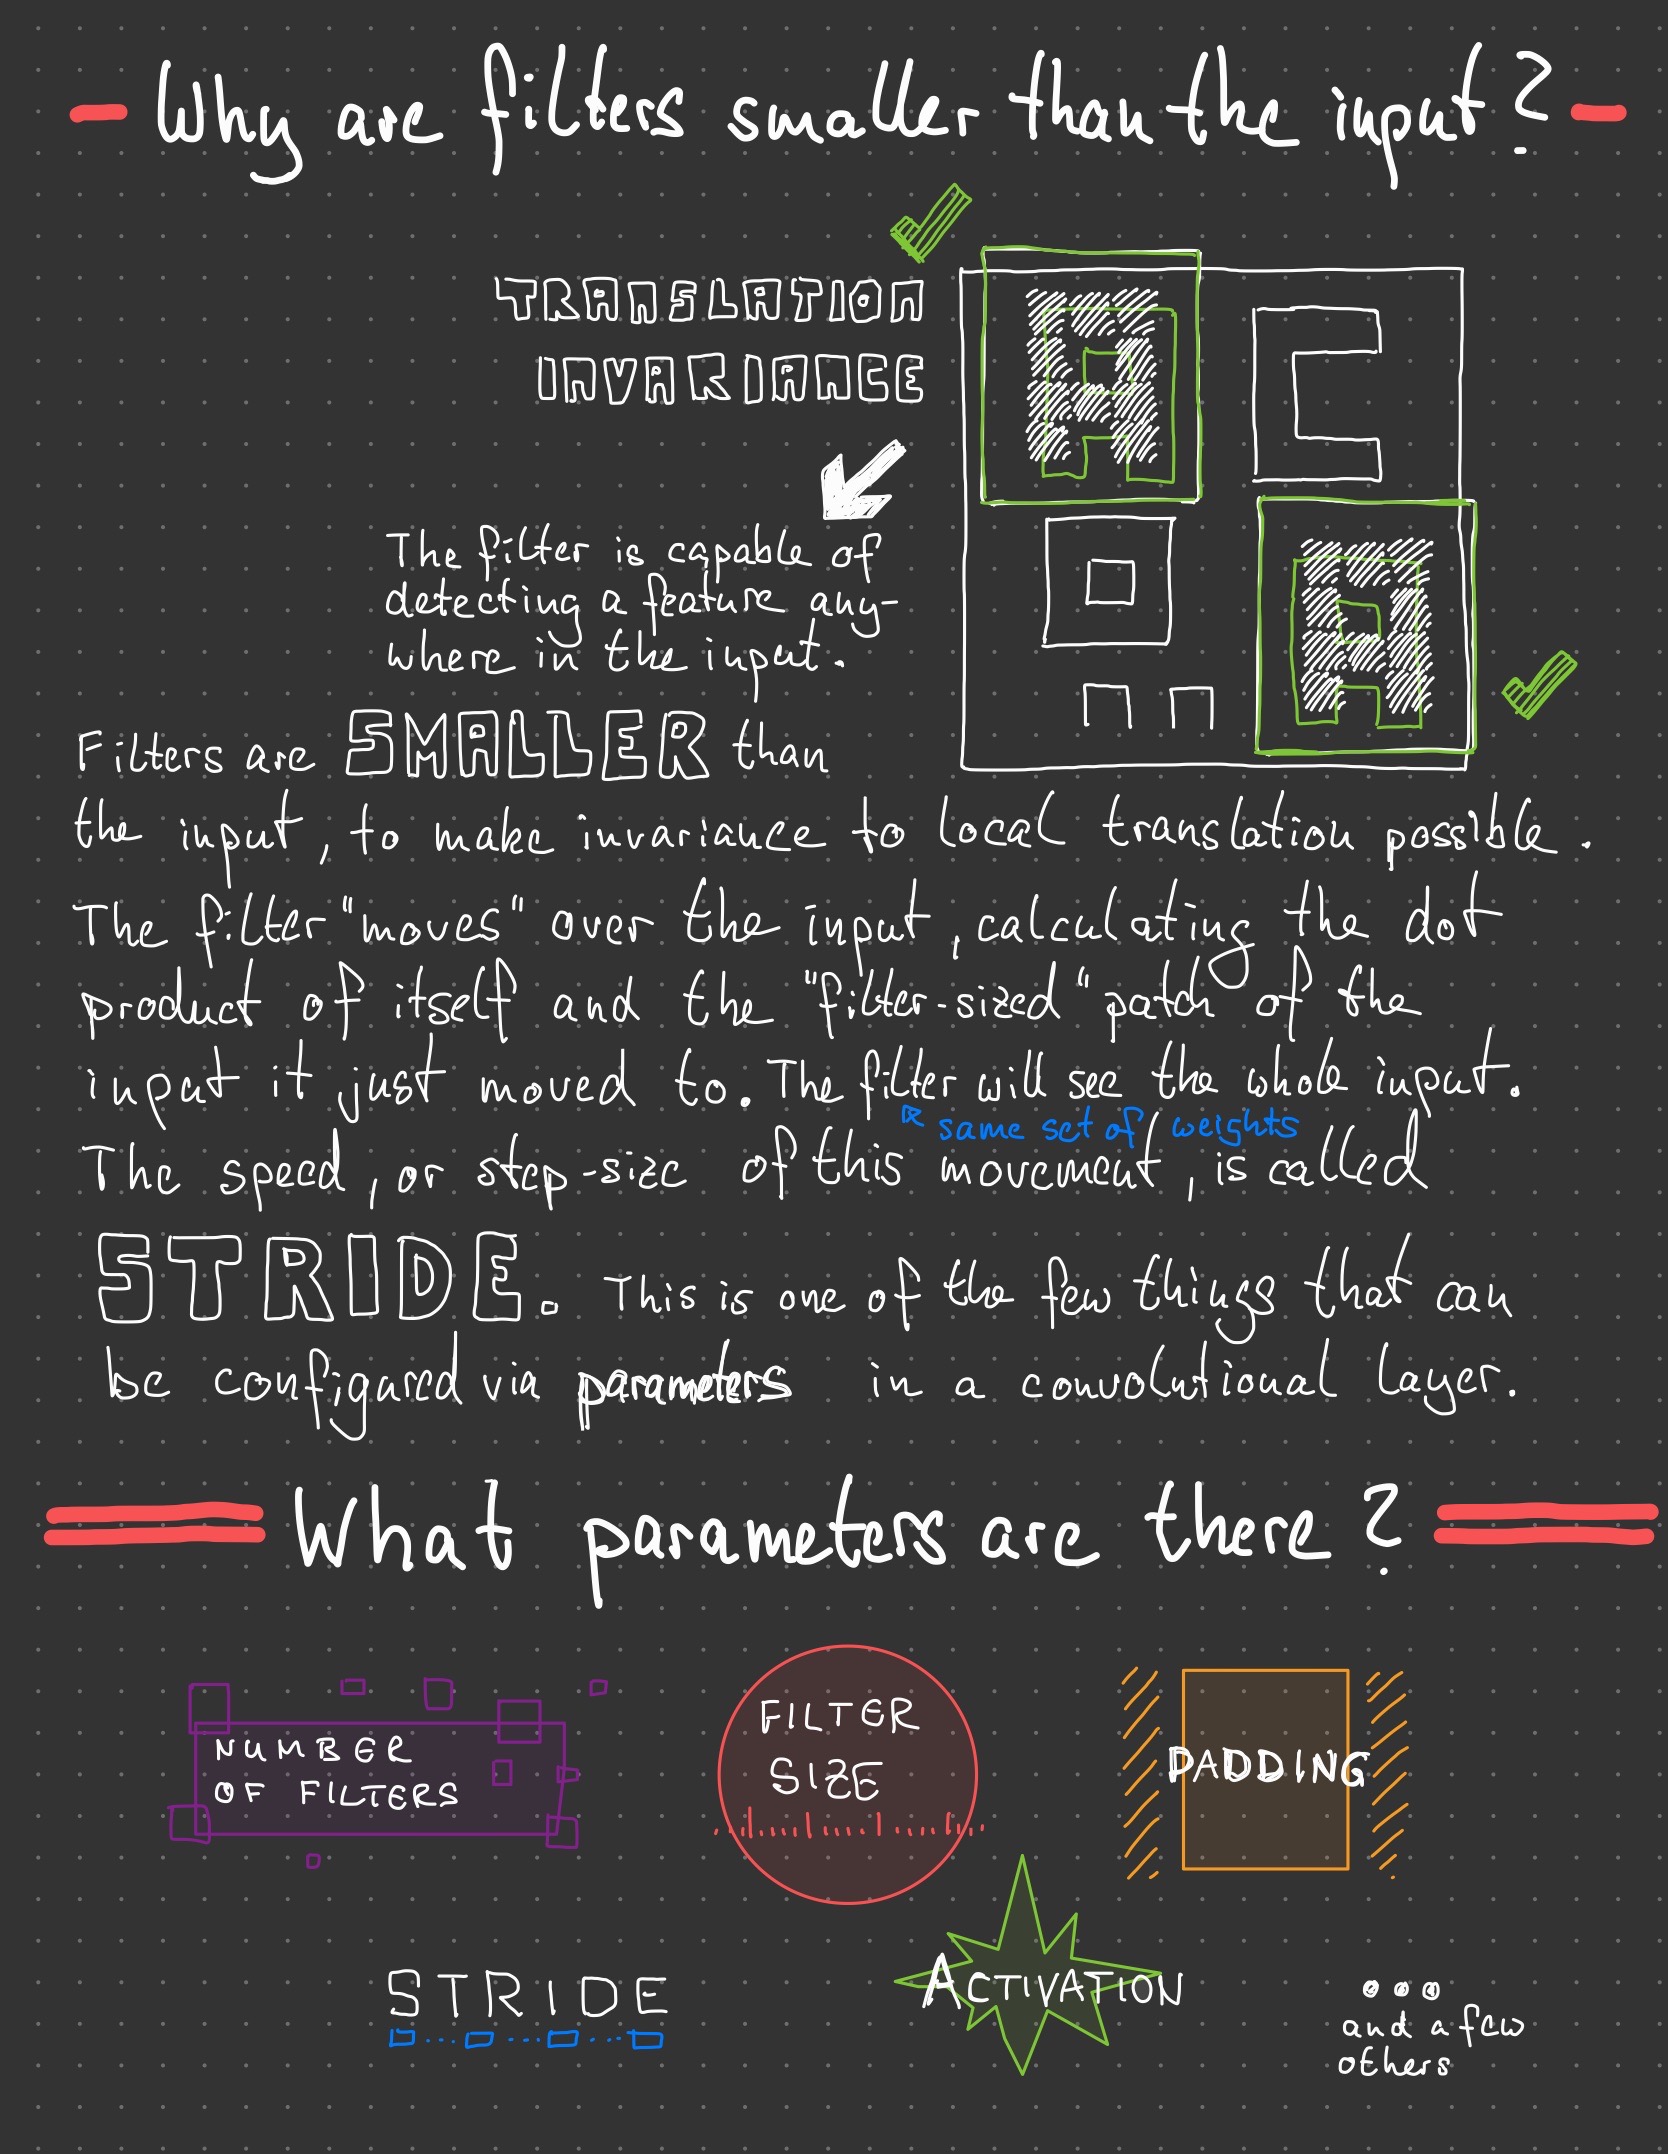 Why are filters smaller than the input?
TRANSLATION
INVARIANCE
The filter is capable of
detecting a feature any-
where in the input.
Filters are SMALLER than
the input, to make invariance to local translation possible.
The filter "moves" over the input, calculating the dot
product of itself and the "filter-sized" patch of the
input it just moved to. The filter will see the whole input.
same set of weights
The speed, or step-size of this movement, is called
STRIDE. This is one of the few things that can
be configured via parameters in a convolutional layer.
What parameters are there?
NUMBER
OF FILTERS
FILTER
SIZE
PADDING
STRIDE
ACTIVATION
...
and a few
others